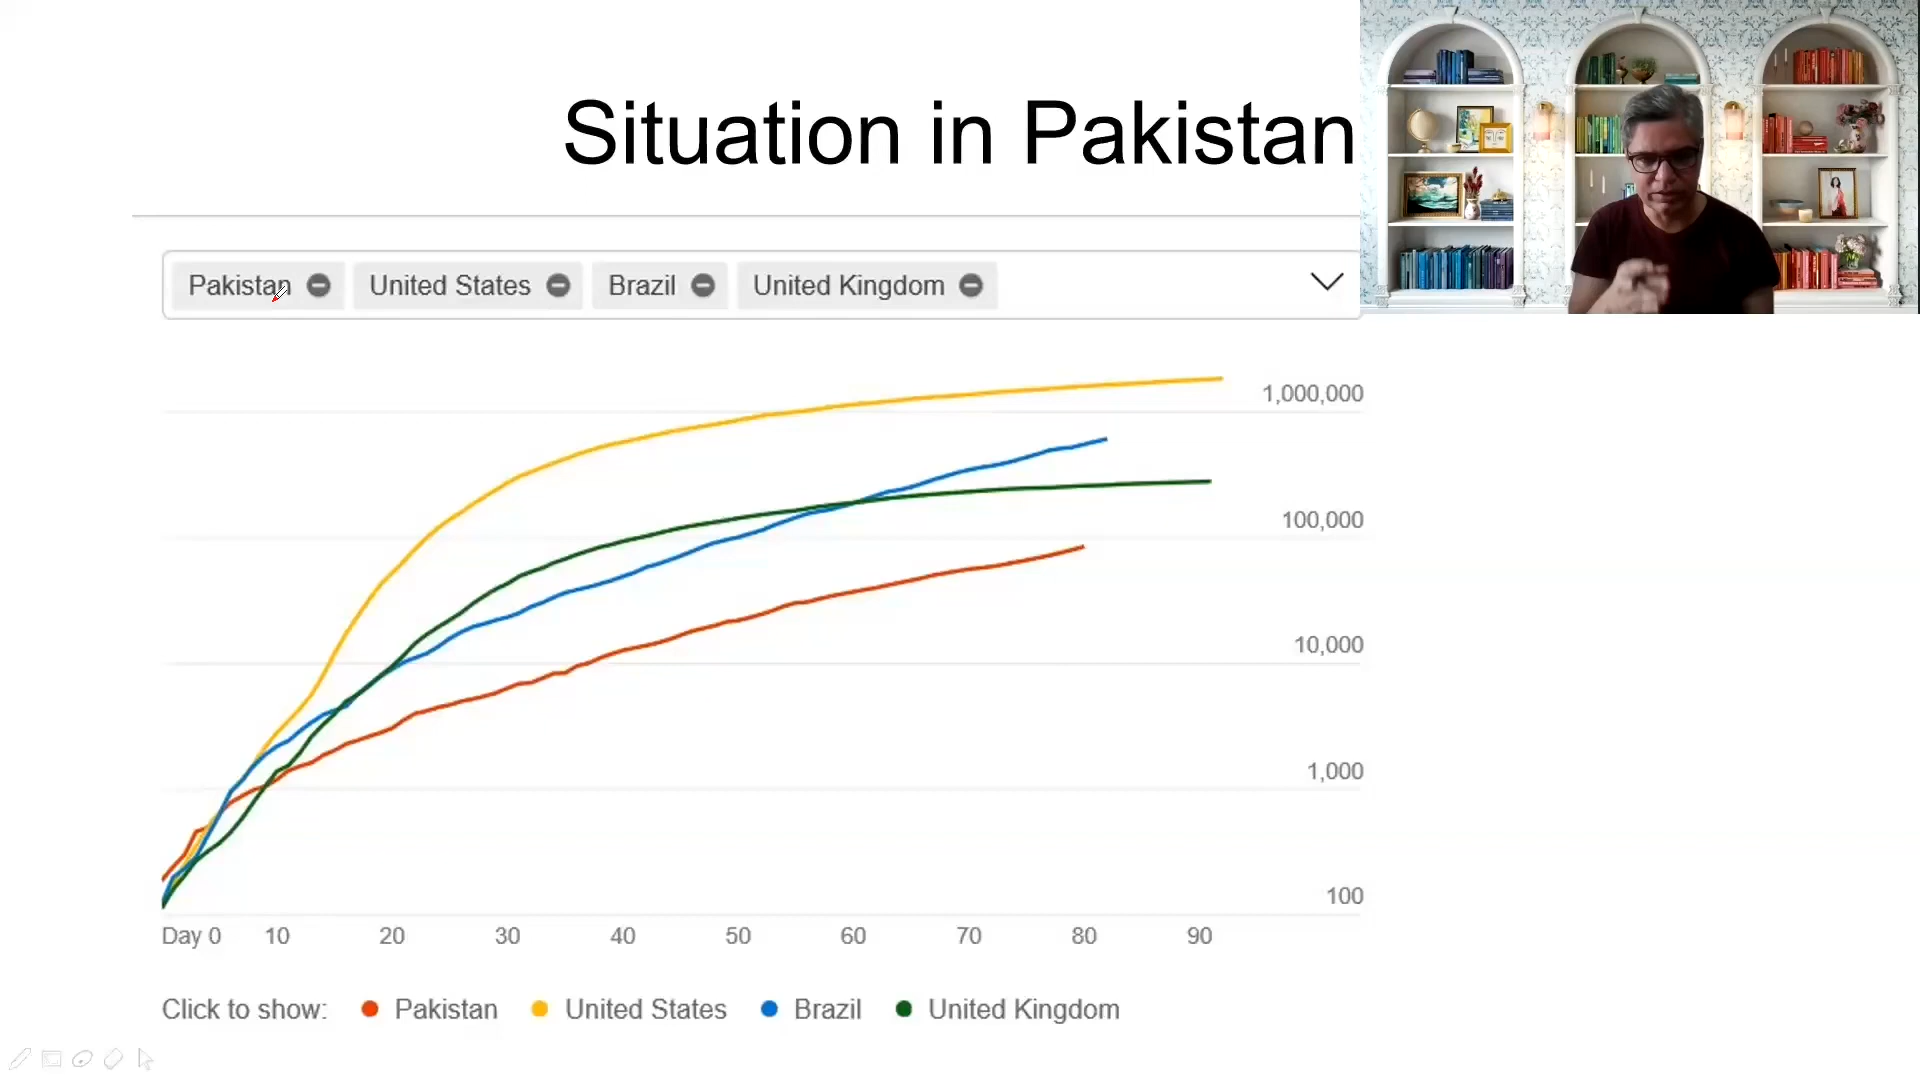 Situation in Pakistan
Pakistan United States Brazil United Kingdom
1,000,000
100,000
10,000
1,000
100
Day 0 10 20 30 40 50 60 70 80 90
Click to show: Pakistan United States Brazil United Kingdom